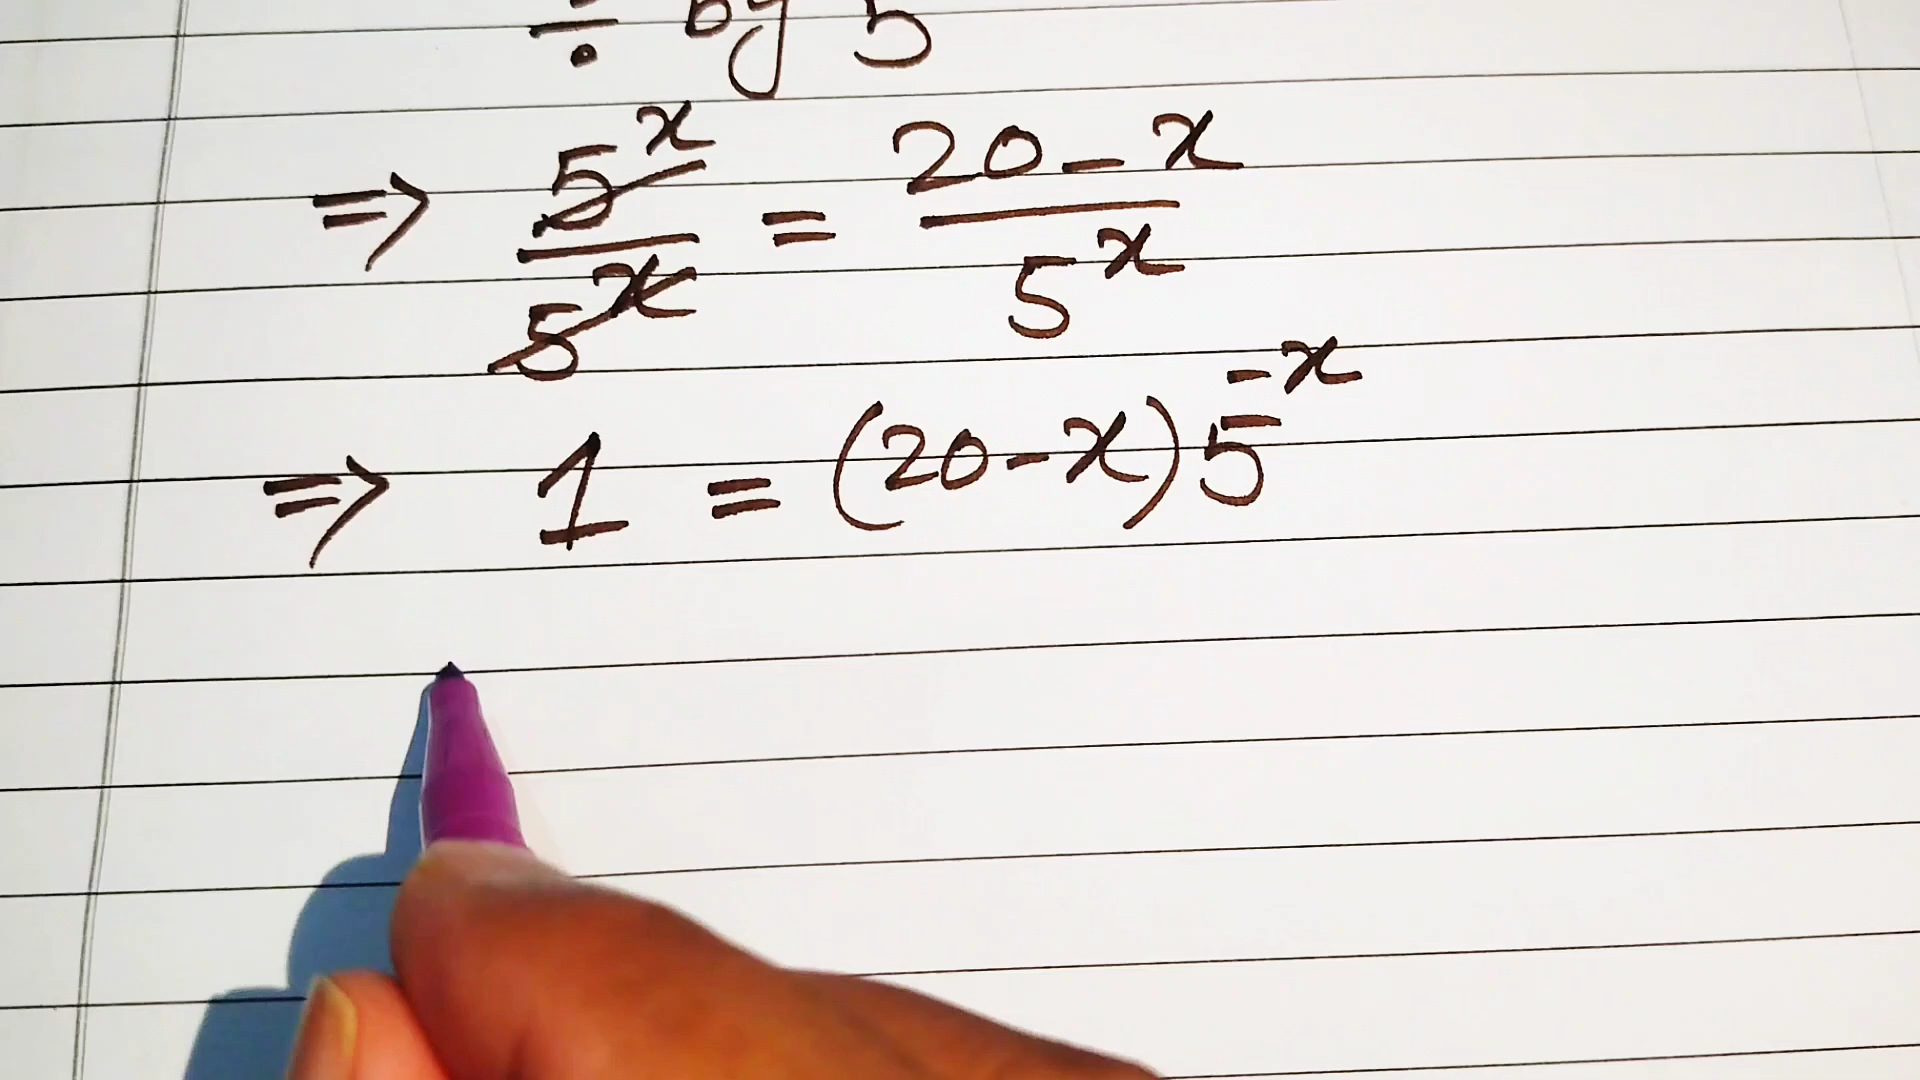 ÷ by 5
⇒ 5^x/5^x = 20-x/5^x
⇒ 1 = (20-x)5^-x